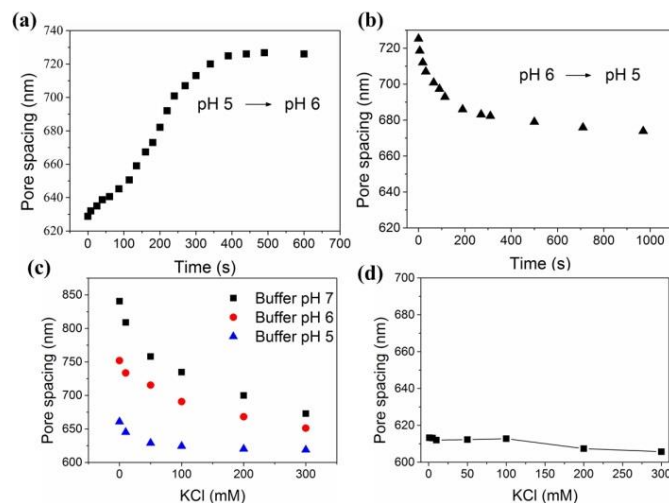 (a)
740
720
700
680
660
640
620
Pore spacing (nm)
pH 5 → pH 6
0 100 200 300 400 500 600 700
Time (s)
(b)
720
700
680
660
640
620
Pore spacing (nm)
pH 6 → pH 5
0 200 400 600 800 1000
Time (s)
(c)
850
800
750
700
650
600
Pore spacing (nm)
Buffer pH 7
Buffer pH 6
Buffer pH 5
0 100 200 300
KCl (mM)
(d)
700
680
660
640
620
600
Pore spacing (nm)
0 50 100 150 200 250 300
KCl (mM)